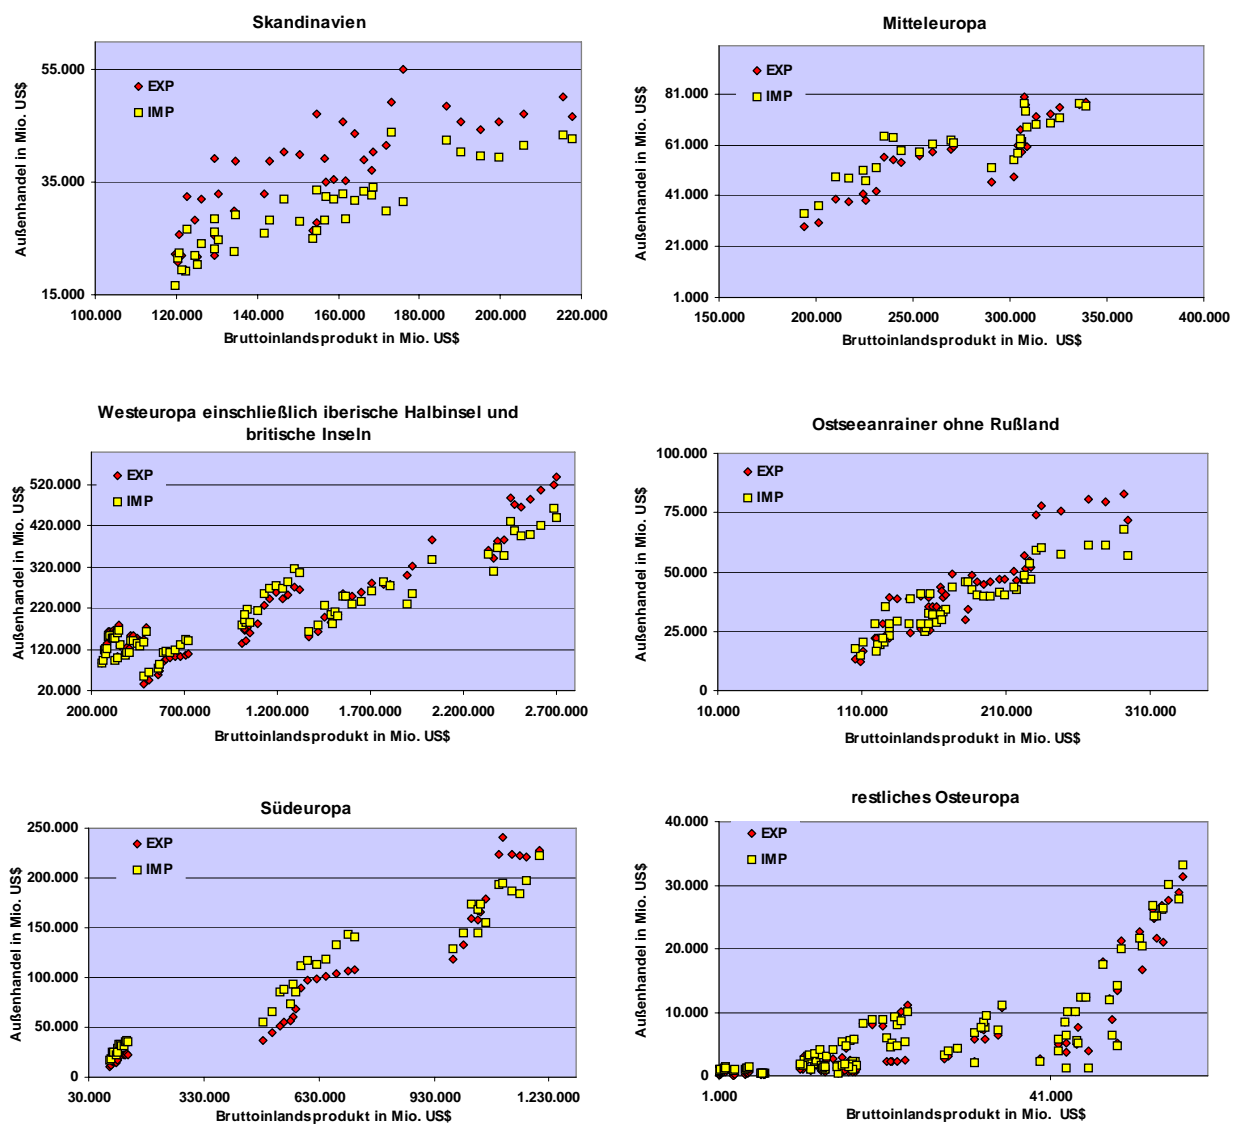 Skandinavien
Außenhandel in Mio. US$
55.000
35.000
15.000
EXP
IMP
100.000 120.000 140.000 160.000 180.000 200.000 220.000
Bruttoinlandsprodukt in Mio. US$
Mitteleuropa
Außenhandel in Mio. US$
81.000
61.000
41.000
21.000
1.000
EXP
IMP
150.000 200.000 250.000 300.000 350.000 400.000
Bruttoinlandsprodukt in Mio. US$
Westeuropa einschließlich iberische Halbinsel und
britische Inseln
Außenhandel in Mio. US$
520.000
420.000
320.000
220.000
120.000
20.000
EXP
IMP
200.000 700.000 1.200.000 1.700.000 2.200.000 2.700.000
Bruttoinlandsprodukt in Mio. US$
Ostseeanrainer ohne Rußland
Außenhandel in Mio. US$
100.000
75.000
50.000
25.000
0
EXP
IMP
10.000 110.000 210.000 310.000
Bruttoinlandsprodukt in Mio. US$
Südeuropa
Außenhandel in Mio. US$
250.000
200.000
150.000
100.000
50.000
0
EXP
IMP
30.000 330.000 630.000 930.000 1.230.000
Bruttoinlandsprodukt in Mio. US$
restliches Osteuropa
Außenhandel in Mio. US$
40.000
30.000
20.000
10.000
0
EXP
IMP
1.000 41.000
Bruttoinlandsprodukt in Mio. US$